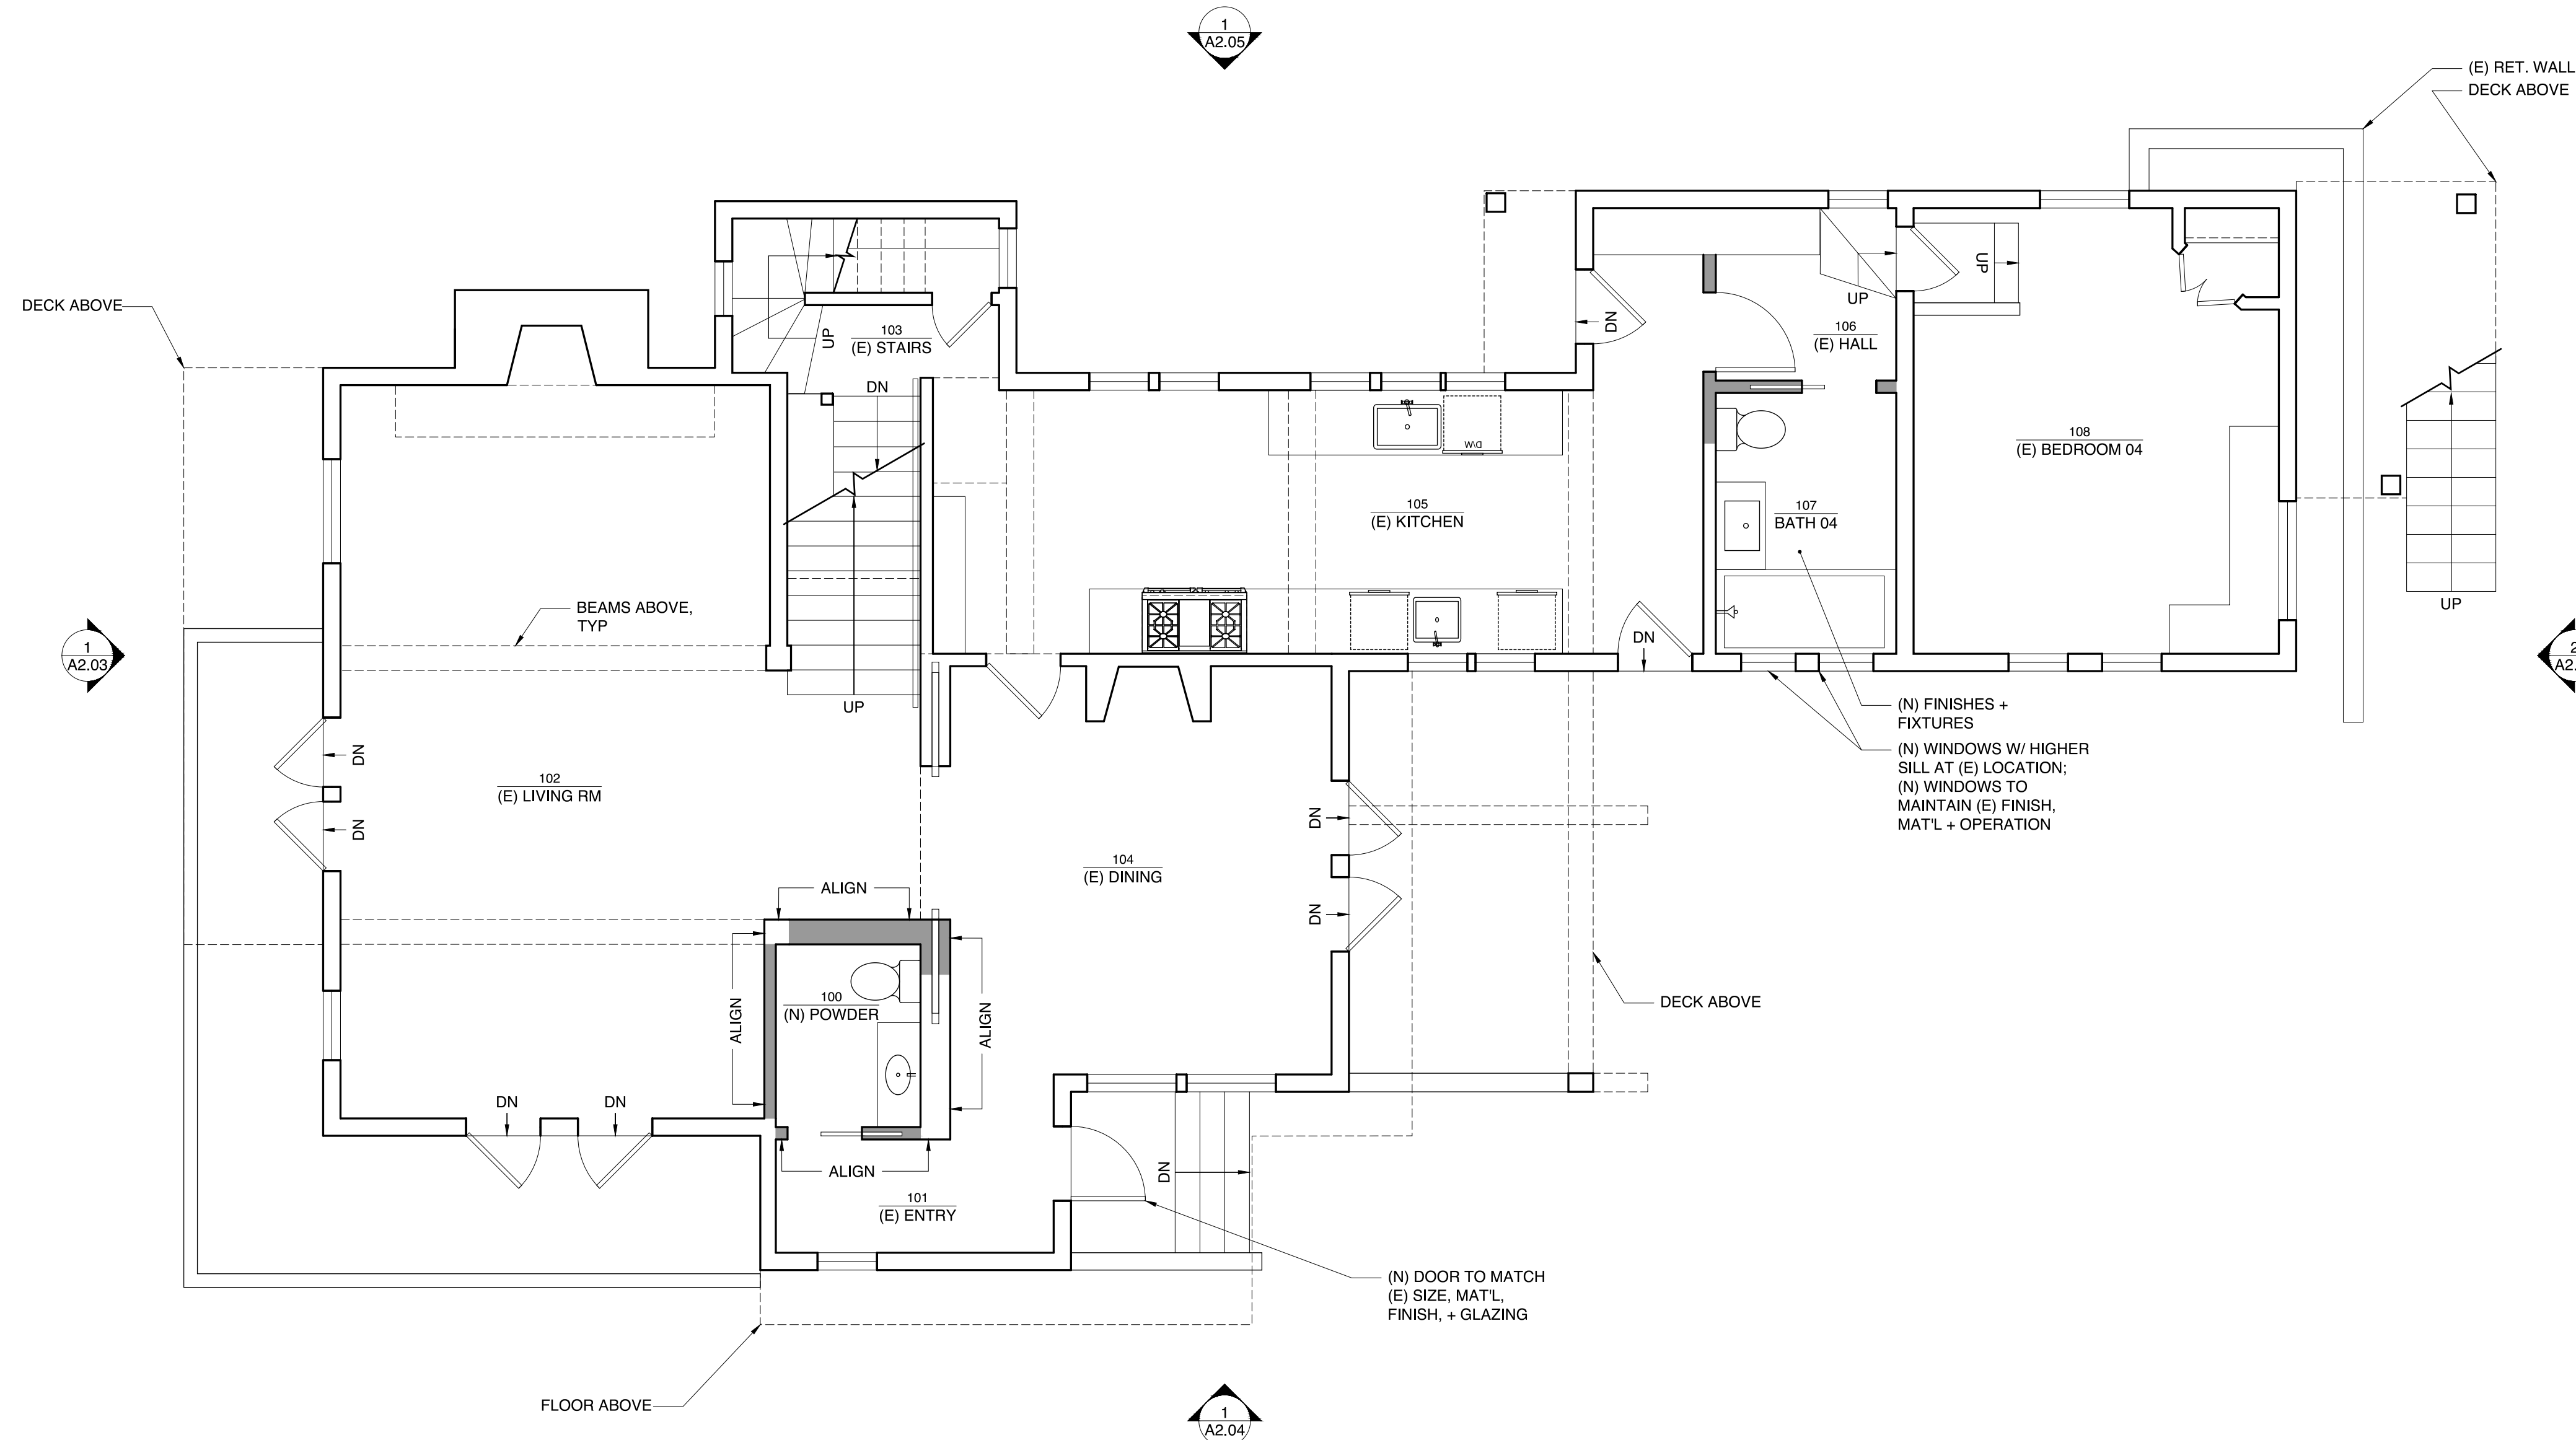 1
A2.05
(E) RET. WALL
DECK ABOVE
DECK ABOVE
UP
103
(E) STAIRS
DN
DN
UP
106
(E) HALL
UP
D\W
108
(E) BEDROOM 04
105
(E) KITCHEN
107
BATH 04
UP
BEAMS ABOVE,
TYP
1
A2.03
DN
2
A2.
UP
(N) FINISHES +
FIXTURES
(N) WINDOWS W/ HIGHER
SILL AT (E) LOCATION;
(N) WINDOWS TO
MAINTAIN (E) FINISH,
MAT'L + OPERATION
DN
102
(E) LIVING RM
DN
DN
104
(E) DINING
DN
ALIGN
ALIGN
100
(N) POWDER
ALIGN
DECK ABOVE
DN
DN
ALIGN
DN
101
(E) ENTRY
(N) DOOR TO MATCH
(E) SIZE, MAT'L,
FINISH, + GLAZING
FLOOR ABOVE
1
A2.04